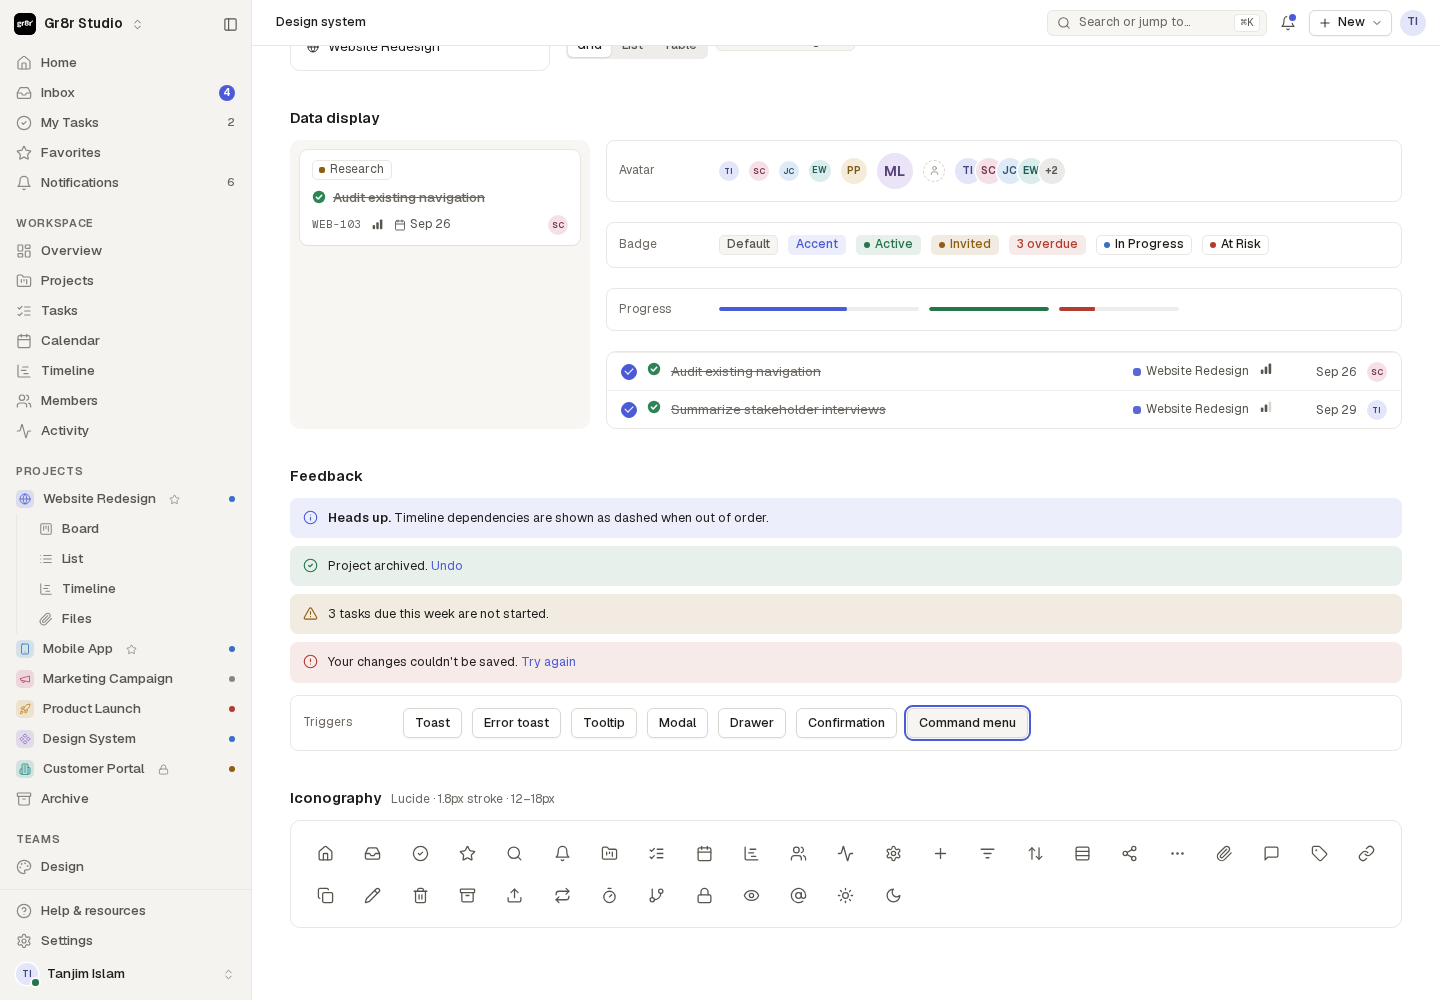 gr8r Gr8r Studio
Home
Inbox 4
My Tasks 2
Favorites
Notifications 6
WORKSPACE
Overview
Projects
Tasks
Calendar
Timeline
Members
Activity
PROJECTS
Website Redesign
Board
List
Timeline
Files
Mobile App
Marketing Campaign
Product Launch
Design System
Customer Portal
Archive
TEAMS
Design
Help & resources
Settings
TI Tanjim Islam
Design system
Search or jump to... ⌘K
New
TI
Website Redesign
Grid List Table
Data display
Research
Audit existing navigation
WEB-103 Sep 26 SC
Avatar TI SC JC EW PP ML TI SC JC EW +2
Badge Default Accent Active Invited 3 overdue In Progress At Risk
Progress
Audit existing navigation Website Redesign Sep 26 SC
Summarize stakeholder interviews Website Redesign Sep 29 TI
Feedback
Heads up. Timeline dependencies are shown as dashed when out of order.
Project archived. Undo
3 tasks due this week are not started.
Your changes couldn't be saved. Try again
Triggers Toast Error toast Tooltip Modal Drawer Confirmation Command menu
Iconography Lucide · 1.8px stroke · 12–18px